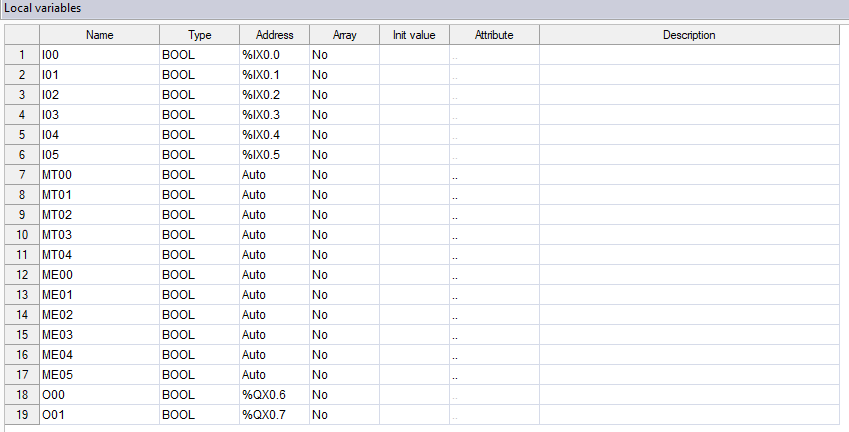 Local variables
Name Type Address Array Init value Attribute Description
1 I00 BOOL %IX0.0 No ..
2 I01 BOOL %IX0.1 No ..
3 I02 BOOL %IX0.2 No ..
4 I03 BOOL %IX0.3 No ..
5 I04 BOOL %IX0.4 No ..
6 I05 BOOL %IX0.5 No ..
7 MT00 BOOL Auto No ..
8 MT01 BOOL Auto No ..
9 MT02 BOOL Auto No ..
10 MT03 BOOL Auto No ..
11 MT04 BOOL Auto No ..
12 ME00 BOOL Auto No ..
13 ME01 BOOL Auto No ..
14 ME02 BOOL Auto No ..
15 ME03 BOOL Auto No ..
16 ME04 BOOL Auto No ..
17 ME05 BOOL Auto No ..
18 O00 BOOL %QX0.6 No ..
19 O01 BOOL %QX0.7 No ..